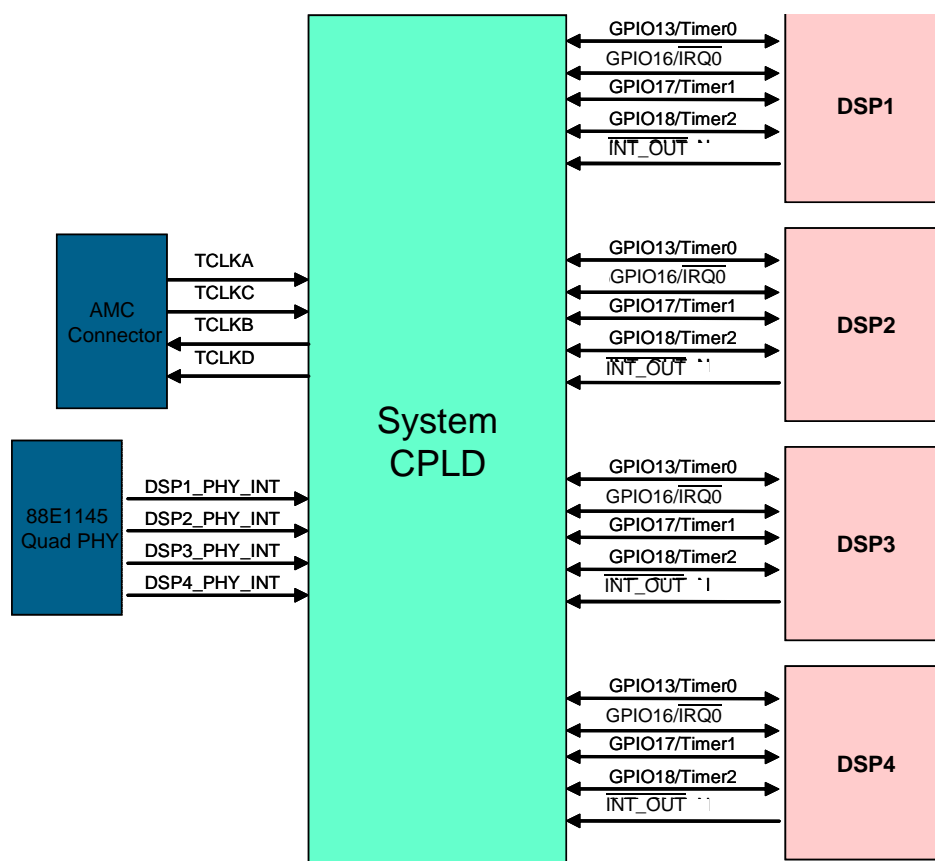 GPIO13/Timer0
GPIO16/IRQ0
GPIO17/Timer1
GPIO18/Timer2
INT_OUT
DSP1
GPIO13/Timer0
GPIO16/IRQ0
GPIO17/Timer1
GPIO18/Timer2
INT_OUT
DSP2
AMC
Connector
TCLKA
TCLKC
TCLKB
TCLKD
System
CPLD
88E1145
Quad PHY
DSP1_PHY_INT
DSP2_PHY_INT
DSP3_PHY_INT
DSP4_PHY_INT
GPIO13/Timer0
GPIO16/IRQ0
GPIO17/Timer1
GPIO18/Timer2
INT_OUT
DSP3
GPIO13/Timer0
GPIO16/IRQ0
GPIO17/Timer1
GPIO18/Timer2
INT_OUT
DSP4